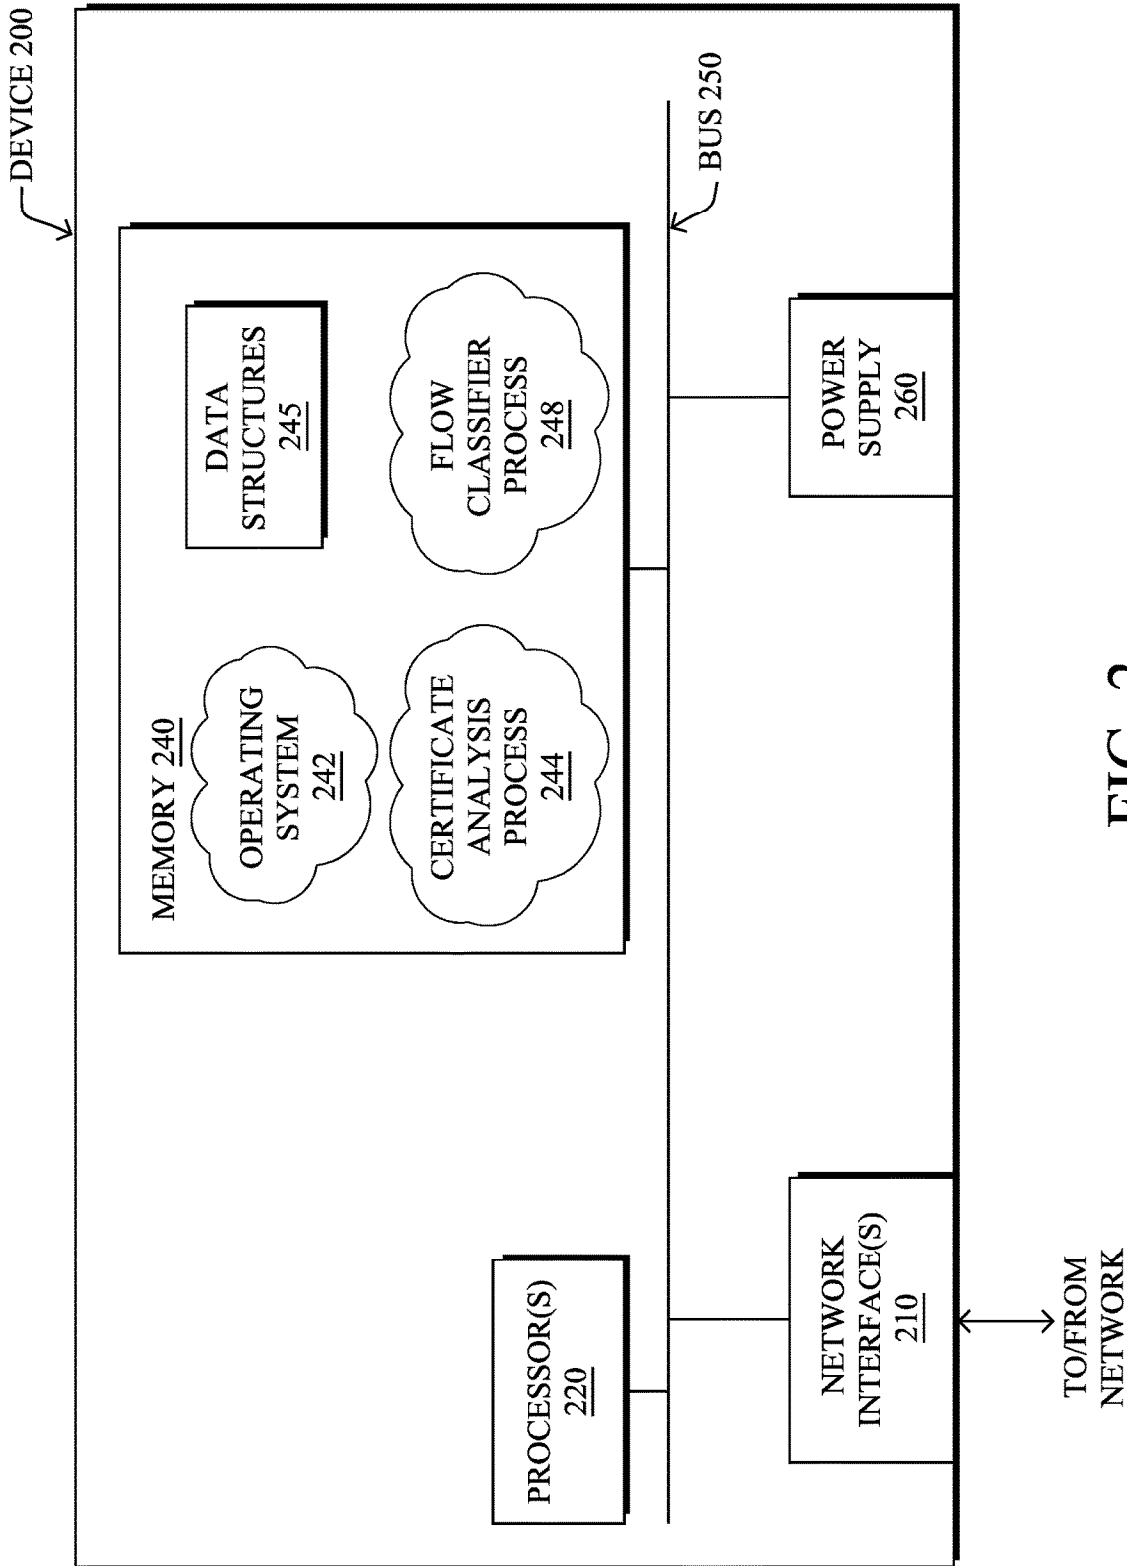 DEVICE 200
MEMORY 240
OPERATING
SYSTEM
242
DATA
STRUCTURES
245
CERTIFICATE
ANALYSIS
PROCESS
244
FLOW
CLASSIFIER
PROCESS
248
PROCESSOR(S)
220
BUS 250
NETWORK
INTERFACE(S)
210
POWER
SUPPLY
260
TO/FROM
NETWORK